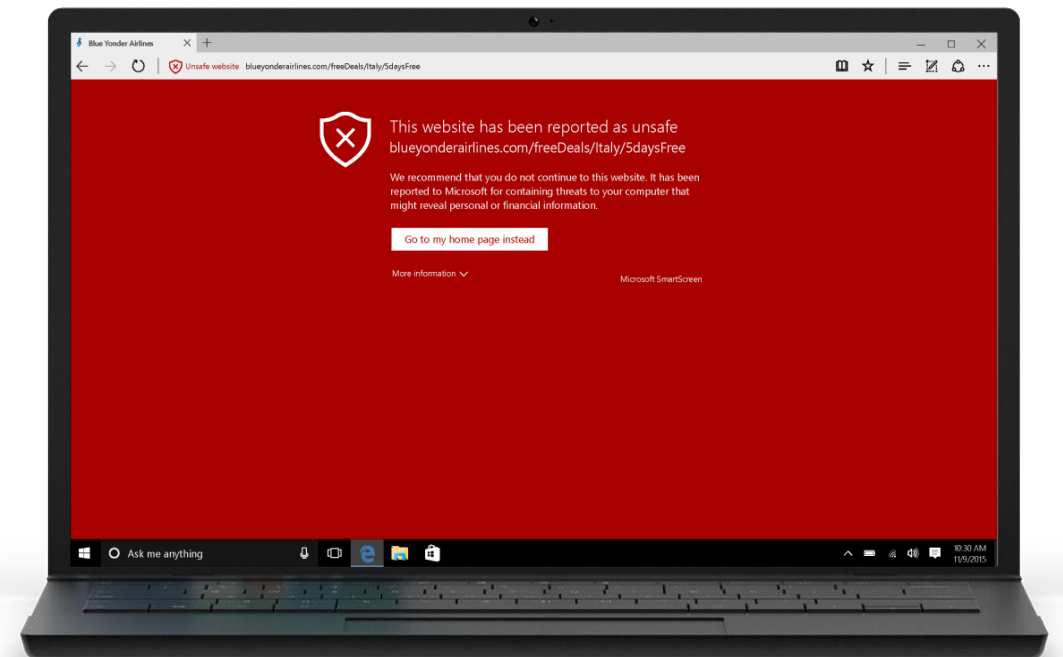 Blue Yonder Airlines
Unsafe website blueyonderairlines.com/freeDeals/Italy/5daysFree
This website has been reported as unsafe
blueyonderairlines.com/freeDeals/Italy/5daysFree
We recommend that you do not continue to this website. It has been
reported to Microsoft for containing threats to your computer that
might reveal personal or financial information.
Go to my home page instead
More information
Microsoft SmartScreen
Ask me anything
10:30 AM
11/9/2015